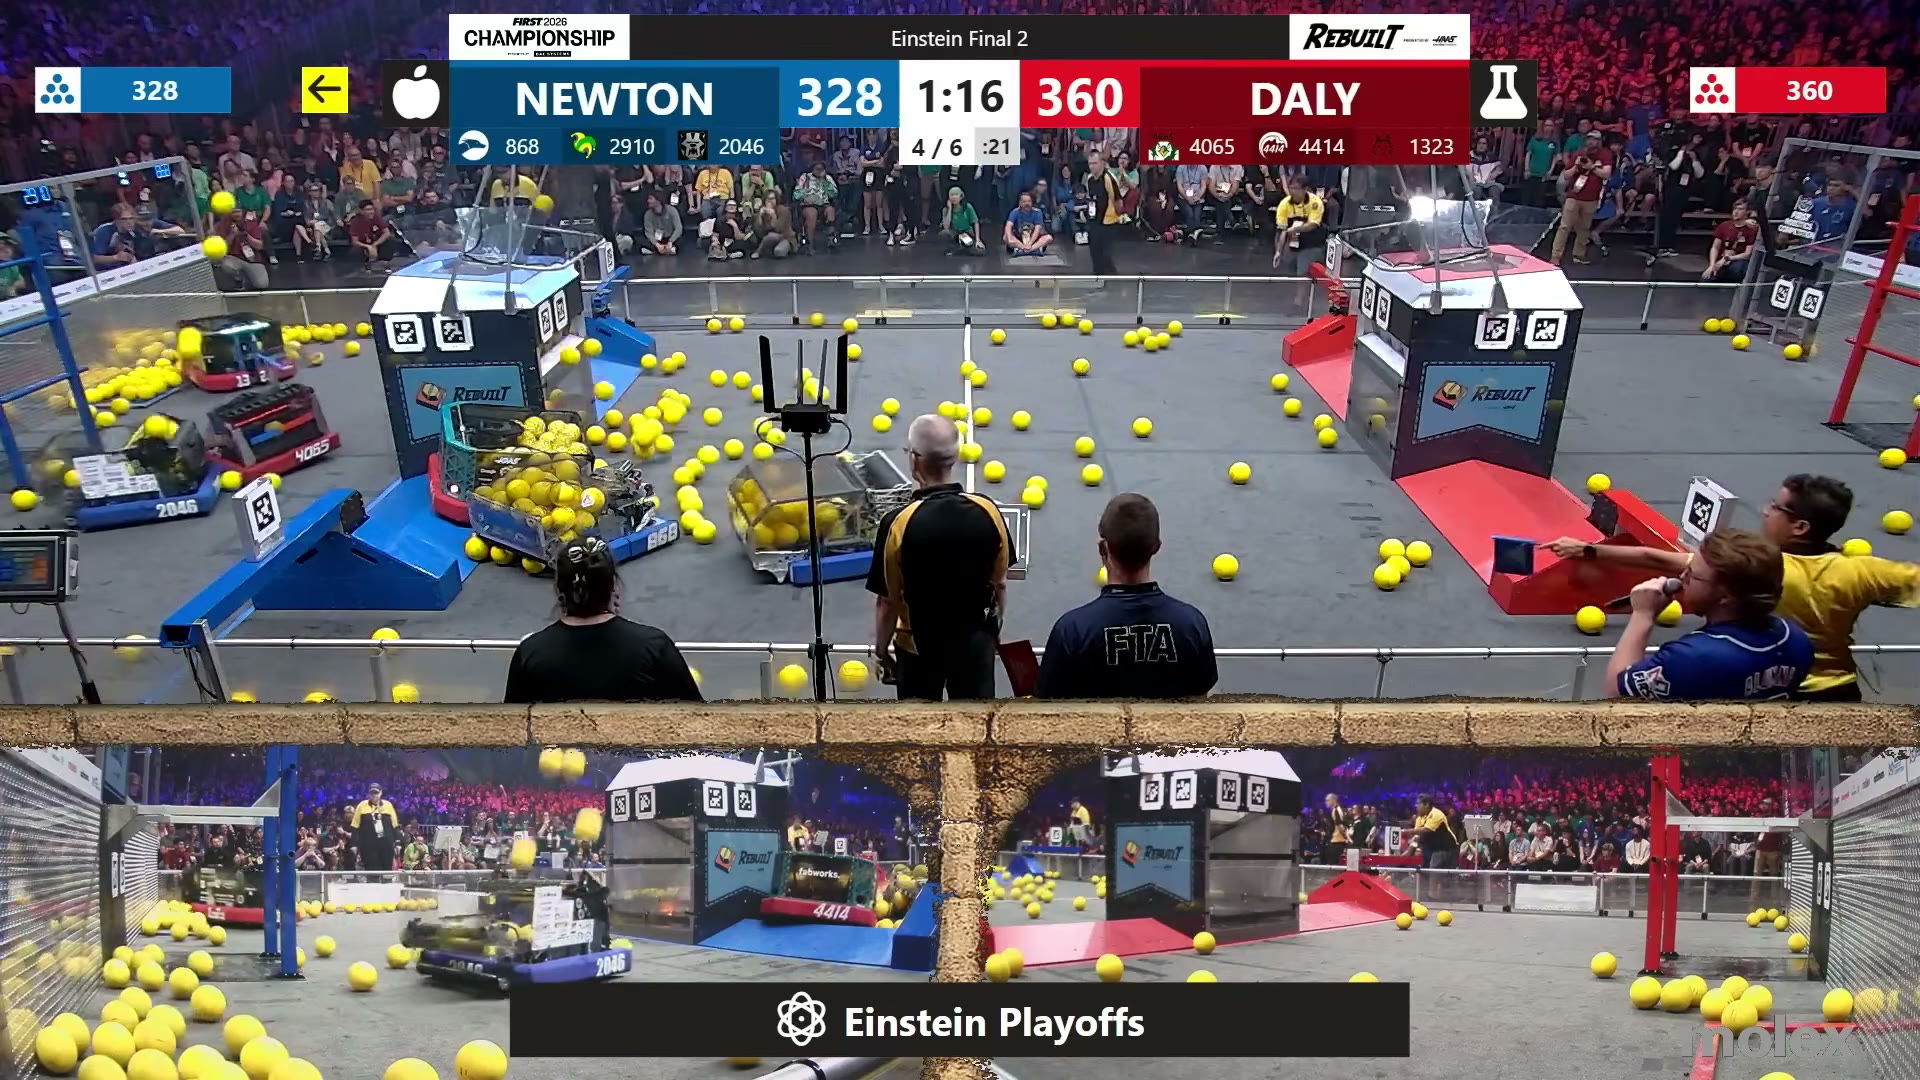 FIRST 2026
CHAMPIONSHIP
Einstein Final 2
REBUILT
328
NEWTON
328
1:16
360
DALY
360
868
2910
2046
4 / 6
:21
4065
4414
1323
REBUILT
REBUILT
4065
2046
868
FTA
REBUILT
fabworks.
4414
2046
REBUILT
Einstein Playoffs
molex